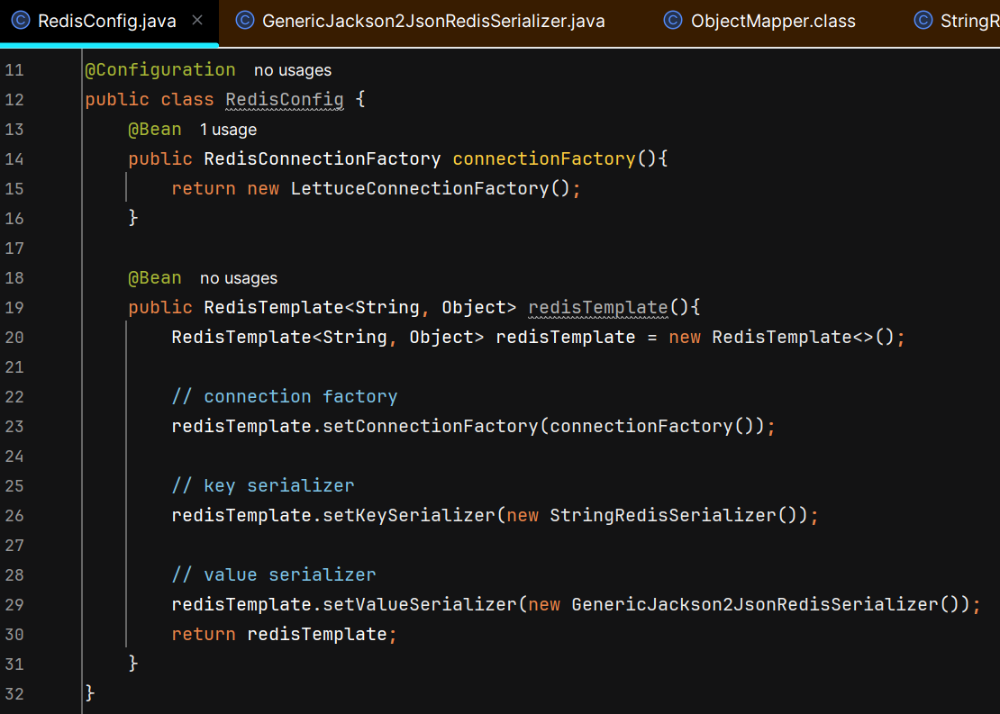 RedisConfig.java × GenericJackson2JsonRedisSerializer.java ObjectMapper.class StringR
11 @Configuration no usages
12 public class RedisConfig {
13 @Bean 1 usage
14 public RedisConnectionFactory connectionFactory(){
15 return new LettuceConnectionFactory();
16 }
17
18 @Bean no usages
19 public RedisTemplate<String, Object> redisTemplate(){
20 RedisTemplate<String, Object> redisTemplate = new RedisTemplate<>();
21
22 // connection factory
23 redisTemplate.setConnectionFactory(connectionFactory());
24
25 // key serializer
26 redisTemplate.setKeySerializer(new StringRedisSerializer());
27
28 // value serializer
29 redisTemplate.setValueSerializer(new GenericJackson2JsonRedisSerializer());
30 return redisTemplate;
31 }
32 }